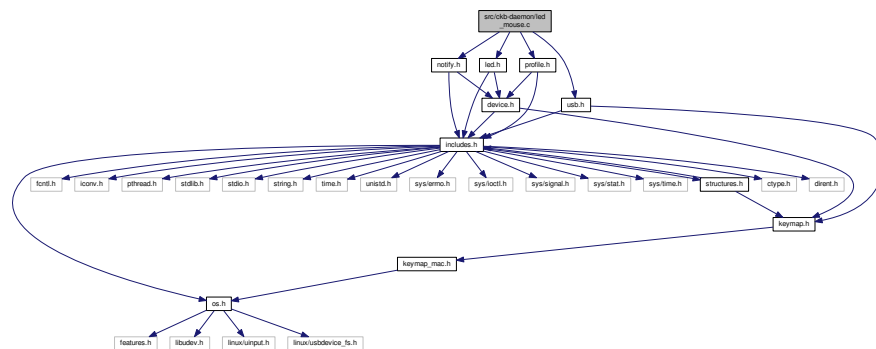 src/ckb-daemon/led
_mouse.c
notify.h
led.h
profile.h
device.h
usb.h
includes.h
fcntl.h
iconv.h
pthread.h
stdlib.h
stdio.h
string.h
time.h
unistd.h
sys/errno.h
sys/ioctl.h
sys/signal.h
sys/stat.h
sys/time.h
structures.h
ctype.h
dirent.h
keymap.h
keymap_mac.h
os.h
features.h
libudev.h
linux/uinput.h
linux/usbdevice_fs.h